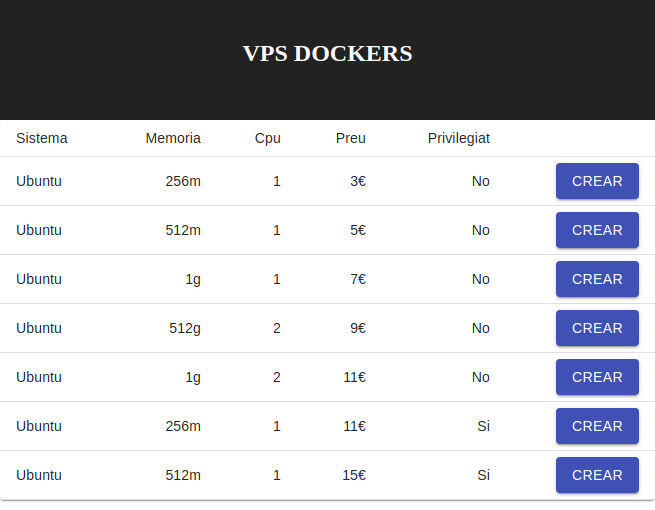 VPS DOCKERS
Sistema Memoria Cpu Preu Privilegiat
Ubuntu 256m 1 3€ No CREAR
Ubuntu 512m 1 5€ No CREAR
Ubuntu 1g 1 7€ No CREAR
Ubuntu 512g 2 9€ No CREAR
Ubuntu 1g 2 11€ No CREAR
Ubuntu 256m 1 11€ Si CREAR
Ubuntu 512m 1 15€ Si CREAR